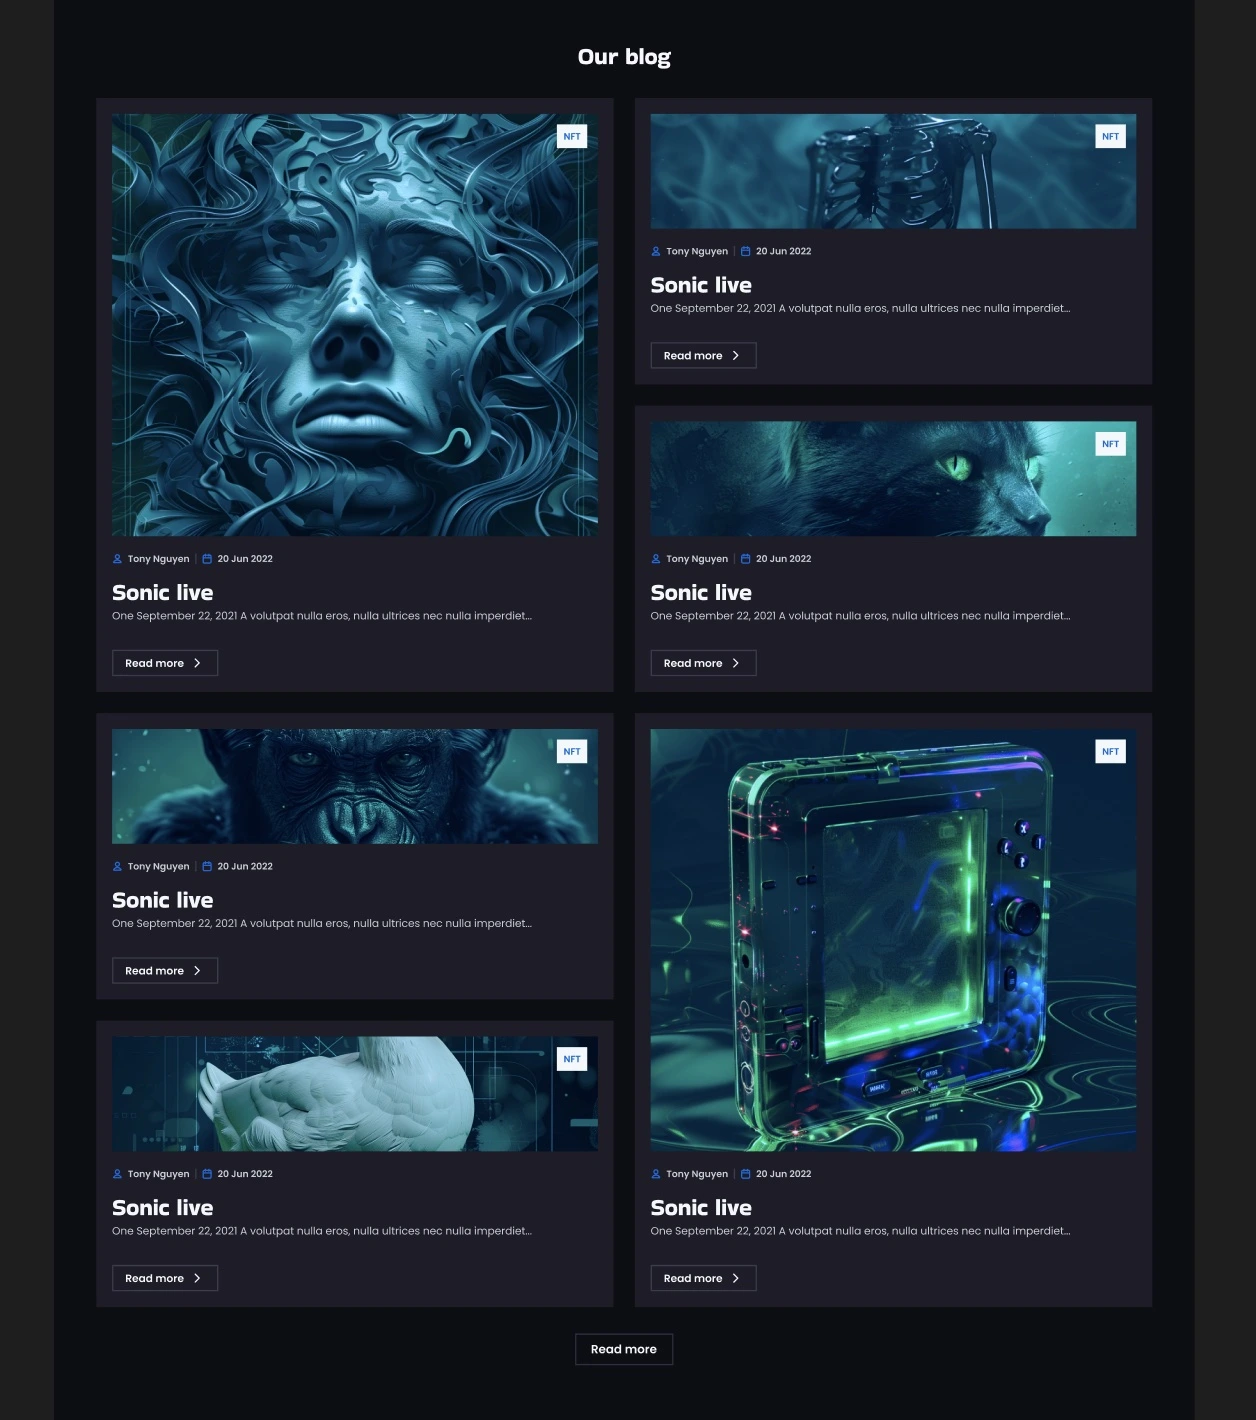 Our blog
NFT
Tony Nguyen | 20 Jun 2022
Sonic live
One September 22, 2021 A volutpat nulla eros, nulla ultrices nec nulla imperdiet...
Read more
NFT
Tony Nguyen | 20 Jun 2022
Sonic live
One September 22, 2021 A volutpat nulla eros, nulla ultrices nec nulla imperdiet...
Read more
NFT
Tony Nguyen | 20 Jun 2022
Sonic live
One September 22, 2021 A volutpat nulla eros, nulla ultrices nec nulla imperdiet...
Read more
NFT
Tony Nguyen | 20 Jun 2022
Sonic live
One September 22, 2021 A volutpat nulla eros, nulla ultrices nec nulla imperdiet...
Read more
NFT
Tony Nguyen | 20 Jun 2022
Sonic live
One September 22, 2021 A volutpat nulla eros, nulla ultrices nec nulla imperdiet...
Read more
NFT
Tony Nguyen | 20 Jun 2022
Sonic live
One September 22, 2021 A volutpat nulla eros, nulla ultrices nec nulla imperdiet...
Read more
Read more